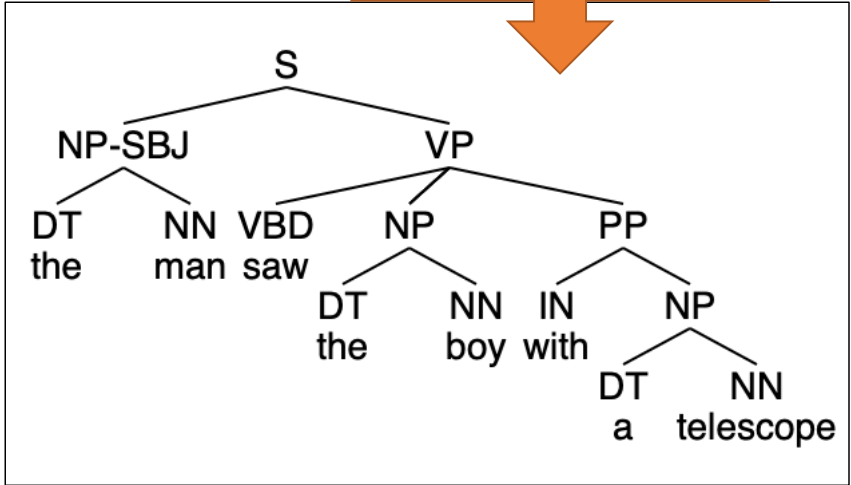 S
NP-SBJ VP
DT NN VBD NP PP
the man saw
DT NN IN NP
the boy with
DT NN
a telescope